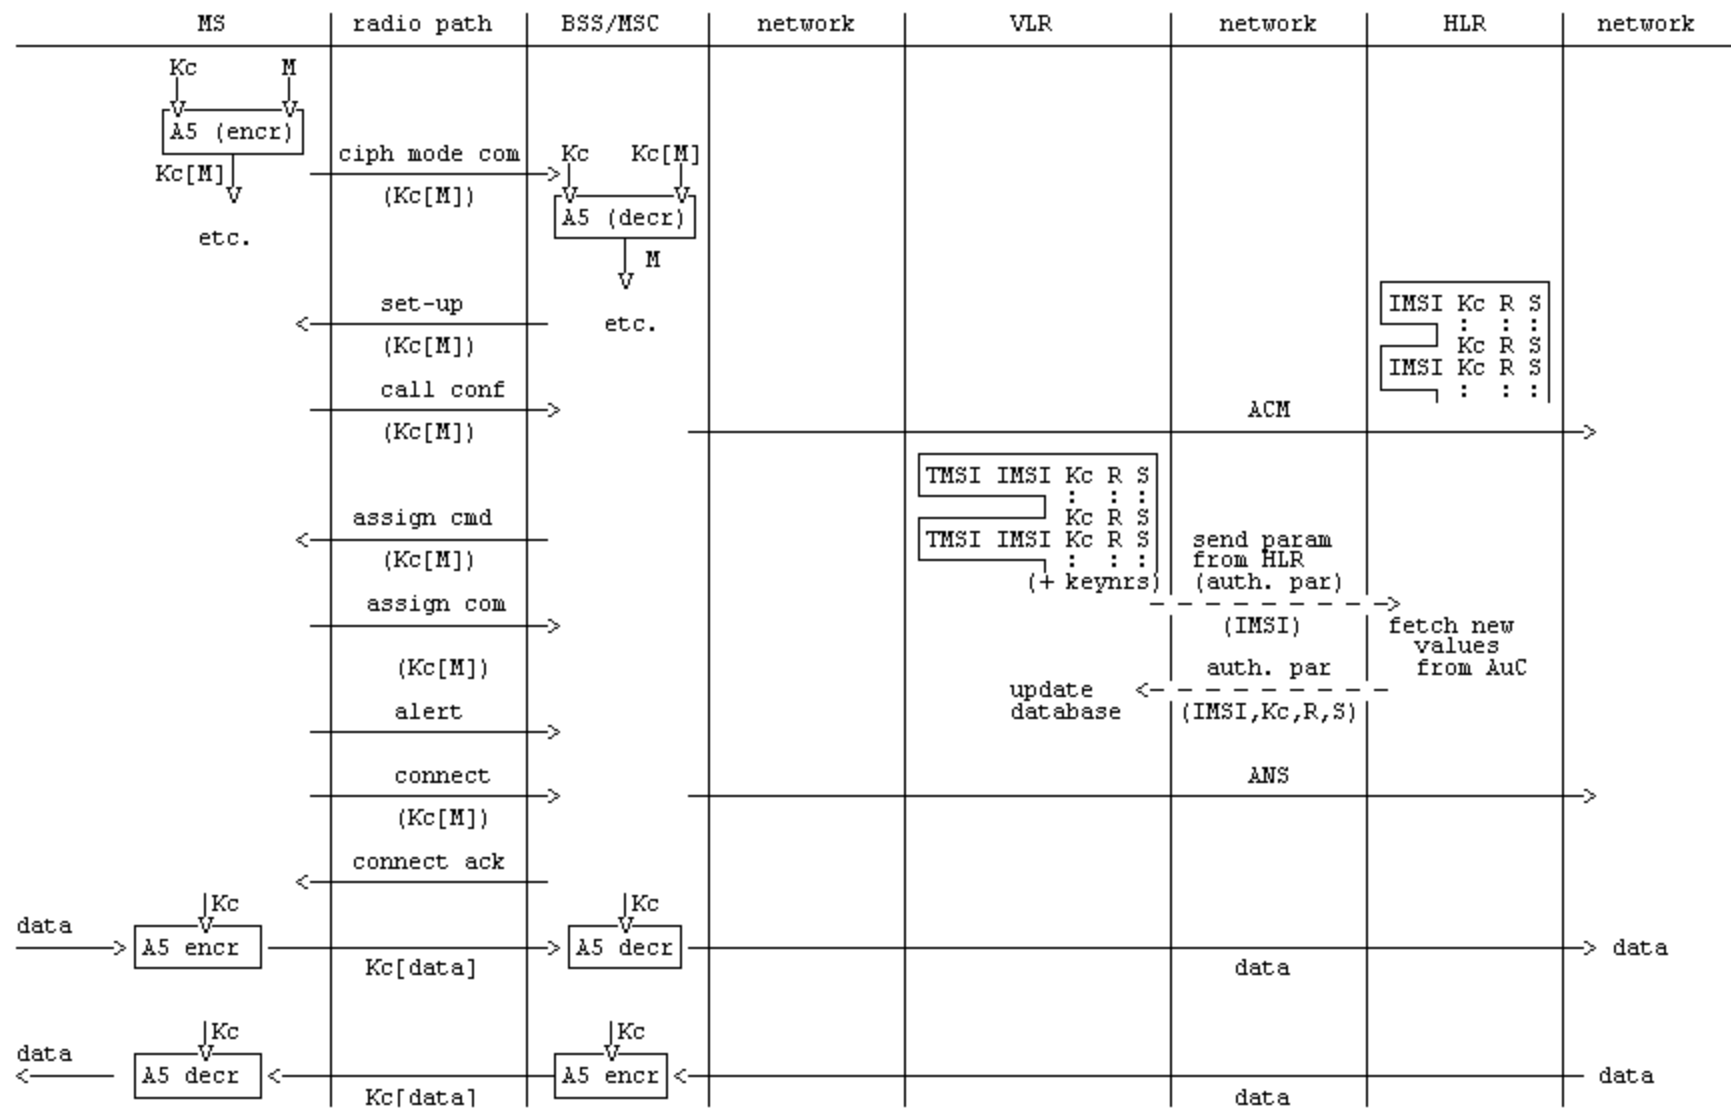 MS radio path BSS/MSC network VLR network HLR network
Kc M
A5 (encr)
ciph mode com Kc Kc[M]
Kc[M]
(Kc[M])
A5 (decr)
etc.
M
set-up IMSI Kc R S
etc. : : :
(Kc[M]) Kc R S
IMSI Kc R S
call conf : : :
ACM
(Kc[M])
TMSI IMSI Kc R S
: : :
assign cmd Kc R S
TMSI IMSI Kc R S send param
(Kc[M]) : : : from HLR
(+ keynrs) (auth. par)
assign com
(IMSI) fetch new
values
(Kc[M]) auth. par from AuC
update
alert database (IMSI,Kc,R,S)
connect ANS
(Kc[M])
connect ack
Kc Kc
data
A5 encr A5 decr data
Kc[data] data
Kc Kc
data
A5 decr A5 encr data
Kc[data] data